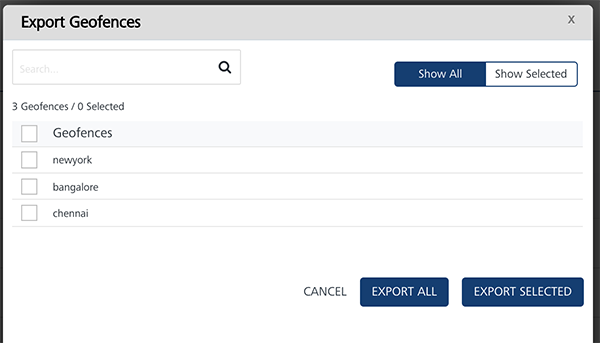 Export Geofences X
Search...
Show All Show Selected
3 Geofences / 0 Selected
Geofences
newyork
bangalore
chennai
CANCEL EXPORT ALL EXPORT SELECTED